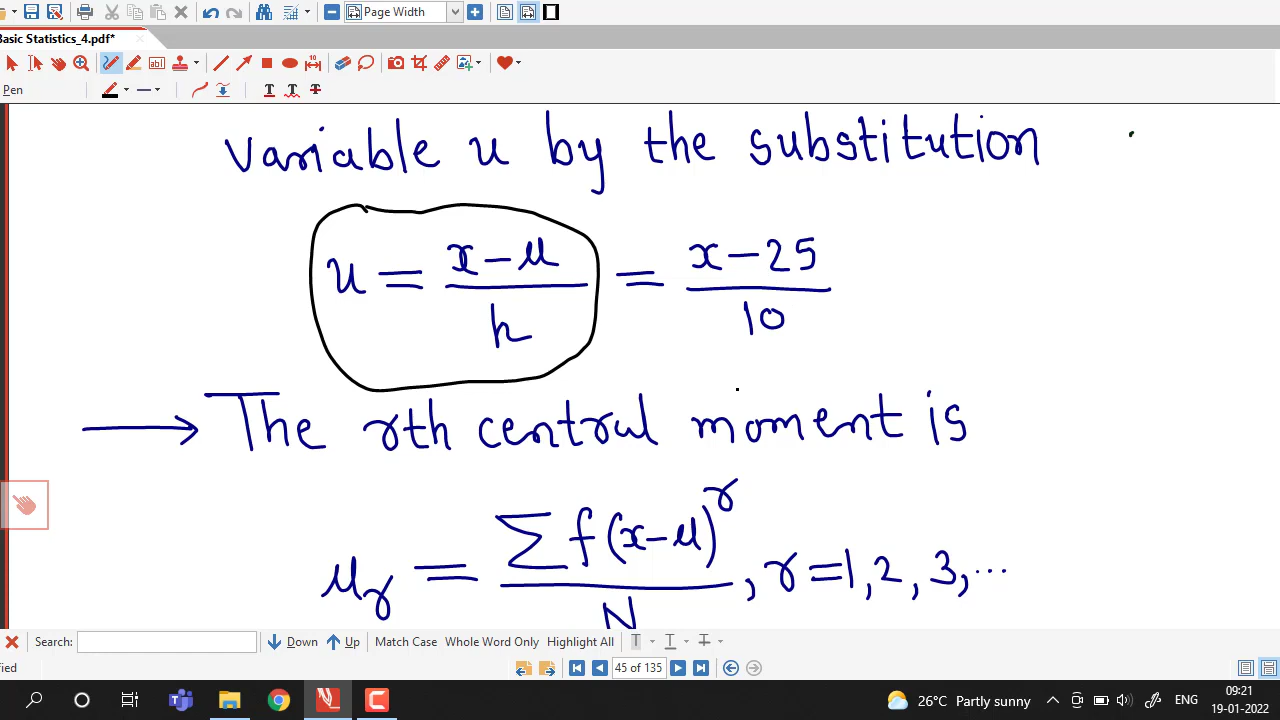 Page Width
Basic Statistics_4.pdf*
Pen
variable u by the substitution
u = (x-μ)/h = (x-25)/10
→ The rth central moment is
μ_r = Σf(x-μ)^r / N , r=1,2,3,...
Search: Down Up Match Case Whole Word Only Highlight All
fied 45 of 135
26°C Partly sunny ENG 09:21
19-01-2022